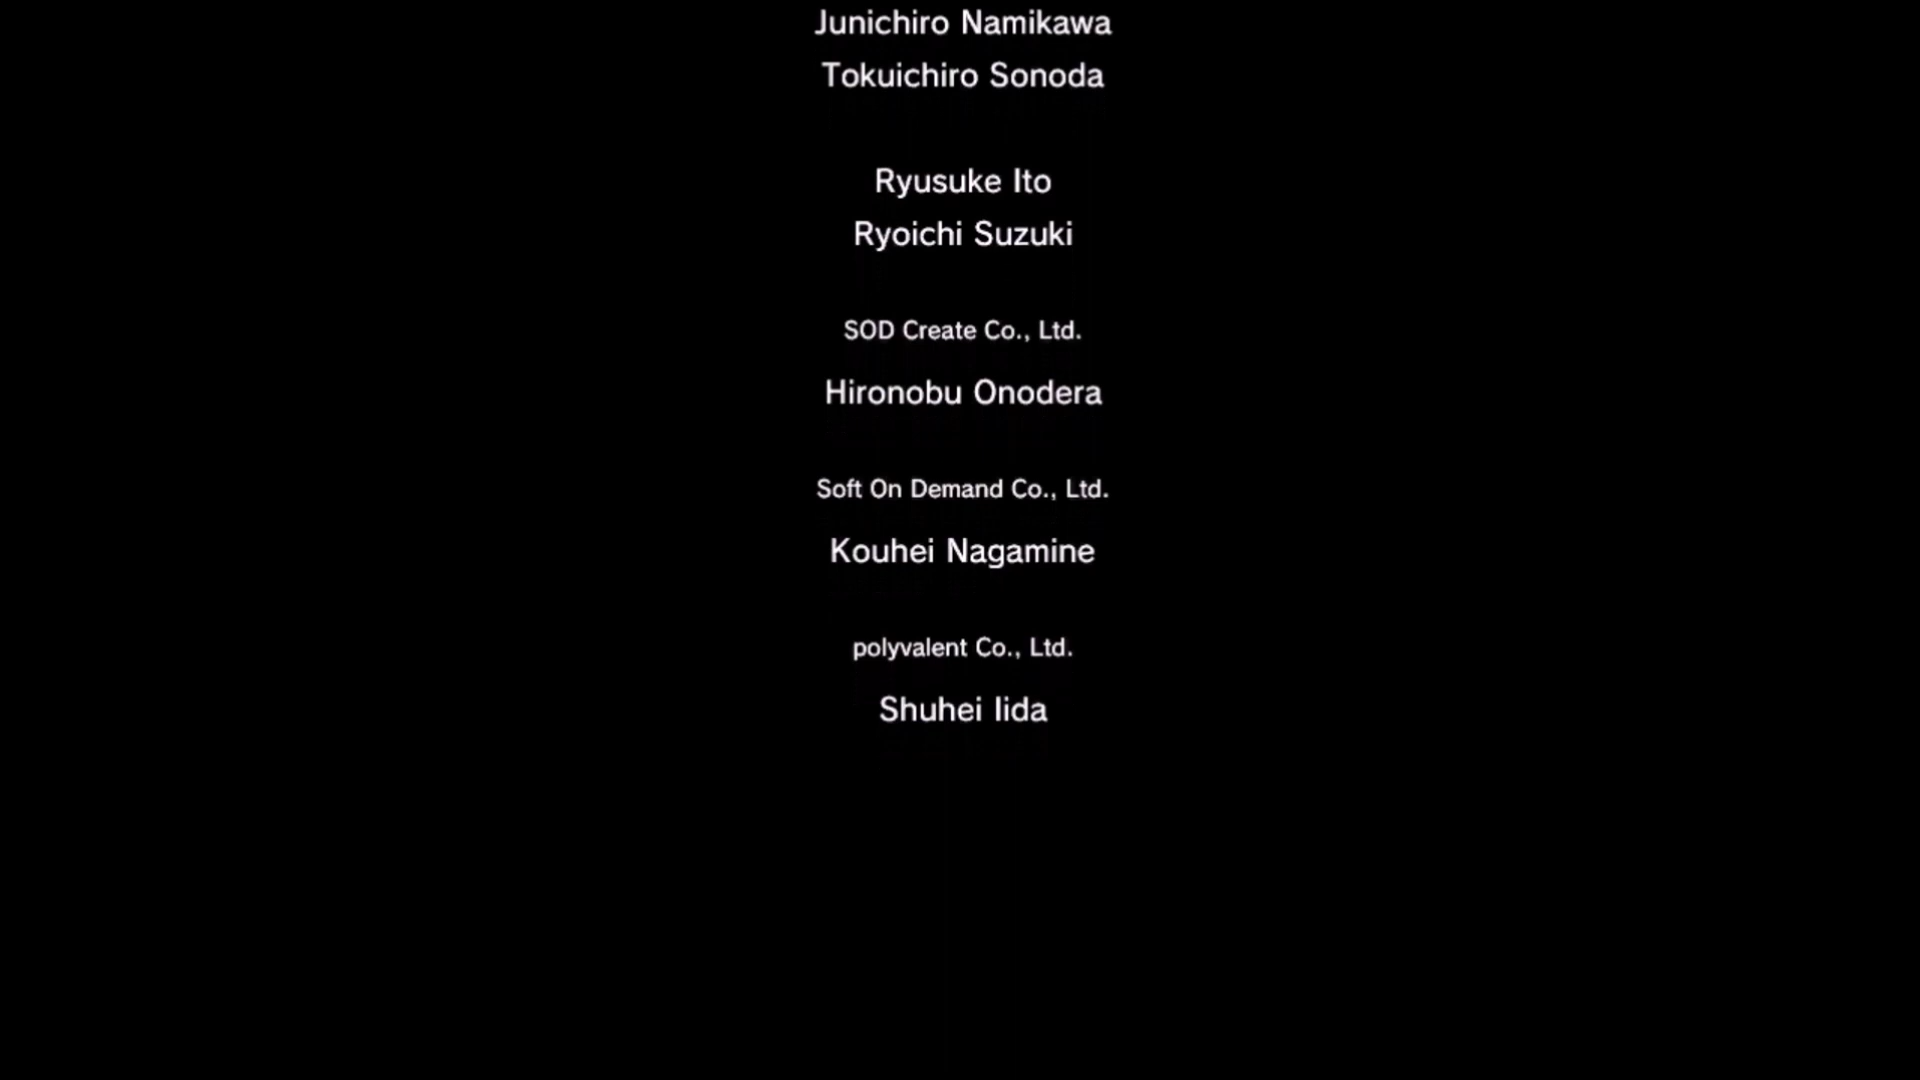 Junichiro Namikawa
Tokuichiro Sonoda
Ryusuke Ito
Ryoichi Suzuki
SOD Create Co., Ltd.
Hironobu Onodera
Soft On Demand Co., Ltd.
Kouhei Nagamine
polyvalent Co., Ltd.
Shuhei Iida